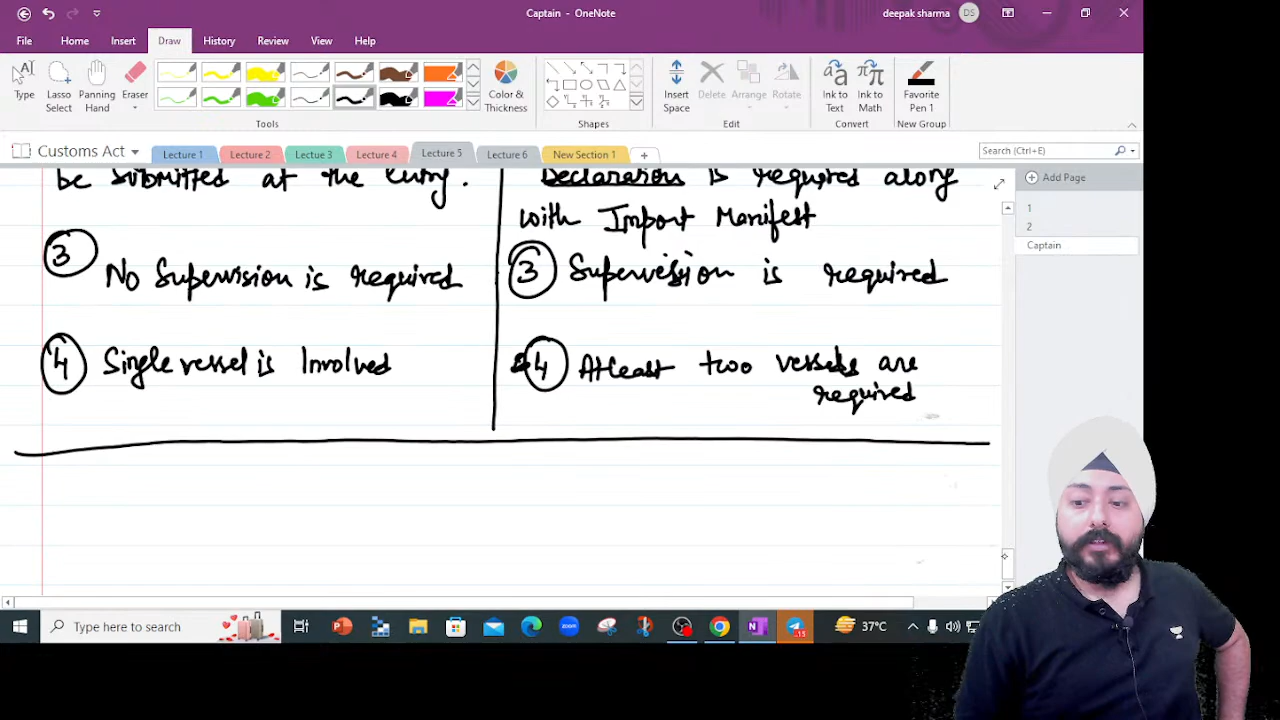 Captain - OneNote
deepak sharma DS
File Home Insert Draw History Review View Help
Type
Lasso Select
Panning Hand
Eraser
Color & Thickness
Insert Space
Delete
Arrange
Rotate
Ink to Text
Ink to Math
Favorite Pen 1
Tools Shapes Edit Convert New Group
Customs Act
Lecture 1 Lecture 2 Lectue 3 Lecture 4 Lecture 5 Lecture 6 New Section 1
Search (Ctrl+E)
Add Page
1
2
Captain
be submitted at the
3 No Supervision is required
4 Single vessel is Involved
Declaration is required along
with Import Manifest
3 Supervision is required
4 Atleast two vessels are
required
Type here to search
15
37°C